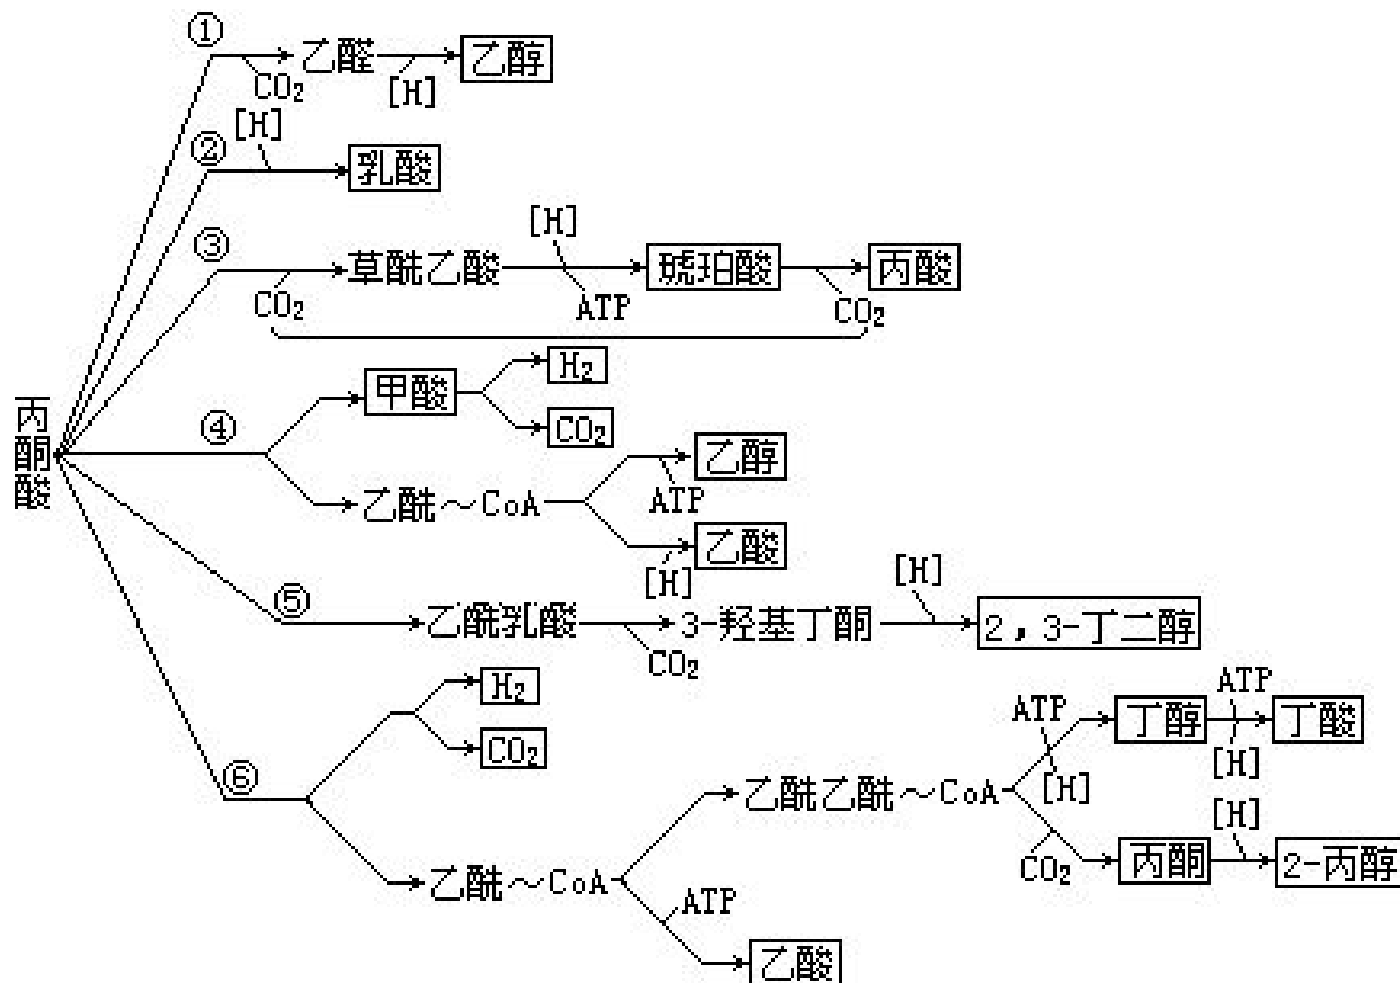 ①
CO₂
乙醛
[H]
乙醇
②
[H]
乳酸
③
CO₂
草酰乙酸
[H]
ATP
琥珀酸
CO₂
丙酸
丙酮酸
④
甲酸
H₂
CO₂
乙酰～CoA
乙醇
ATP
乙酸
[H]
⑤
乙酰乳酸
CO₂
3-羟基丁酮
[H]
2，3-丁二醇
⑥
H₂
CO₂
乙酰～CoA
乙酰乙酰～CoA
ATP
[H]
丁醇
ATP
[H]
丁酸
CO₂
丙酮
[H]
2-丙醇
ATP
乙酸